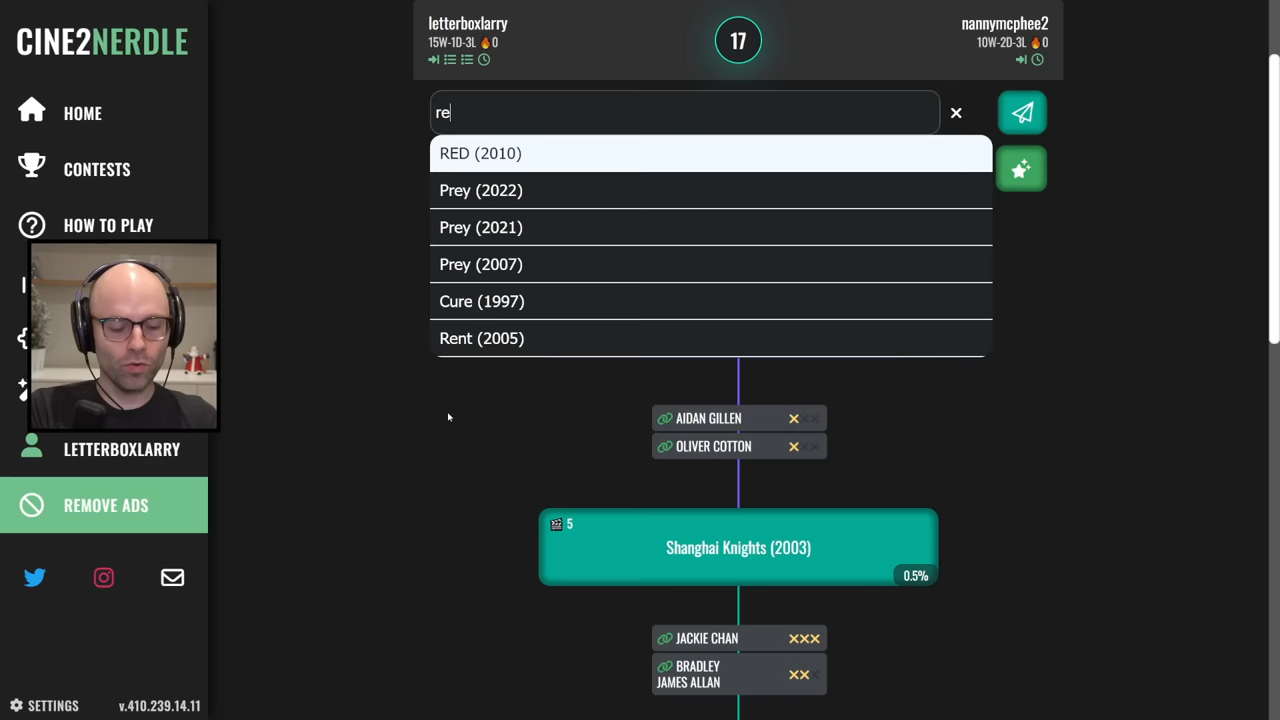 CINE2NERDLE
HOME
CONTESTS
HOW TO PLAY
LETTERBOXLARRY
REMOVE ADS
SETTINGS
v.410.239.14.11
letterboxlarry
15W-1D-3L 🔥0
17
nannymcphee2
10W-2D-3L 🔥0
re
RED (2010)
Prey (2022)
Prey (2021)
Prey (2007)
Cure (1997)
Rent (2005)
AIDAN GILLEN
OLIVER COTTON
5
Shanghai Knights (2003)
0.5%
JACKIE CHAN
BRADLEY
JAMES ALLAN